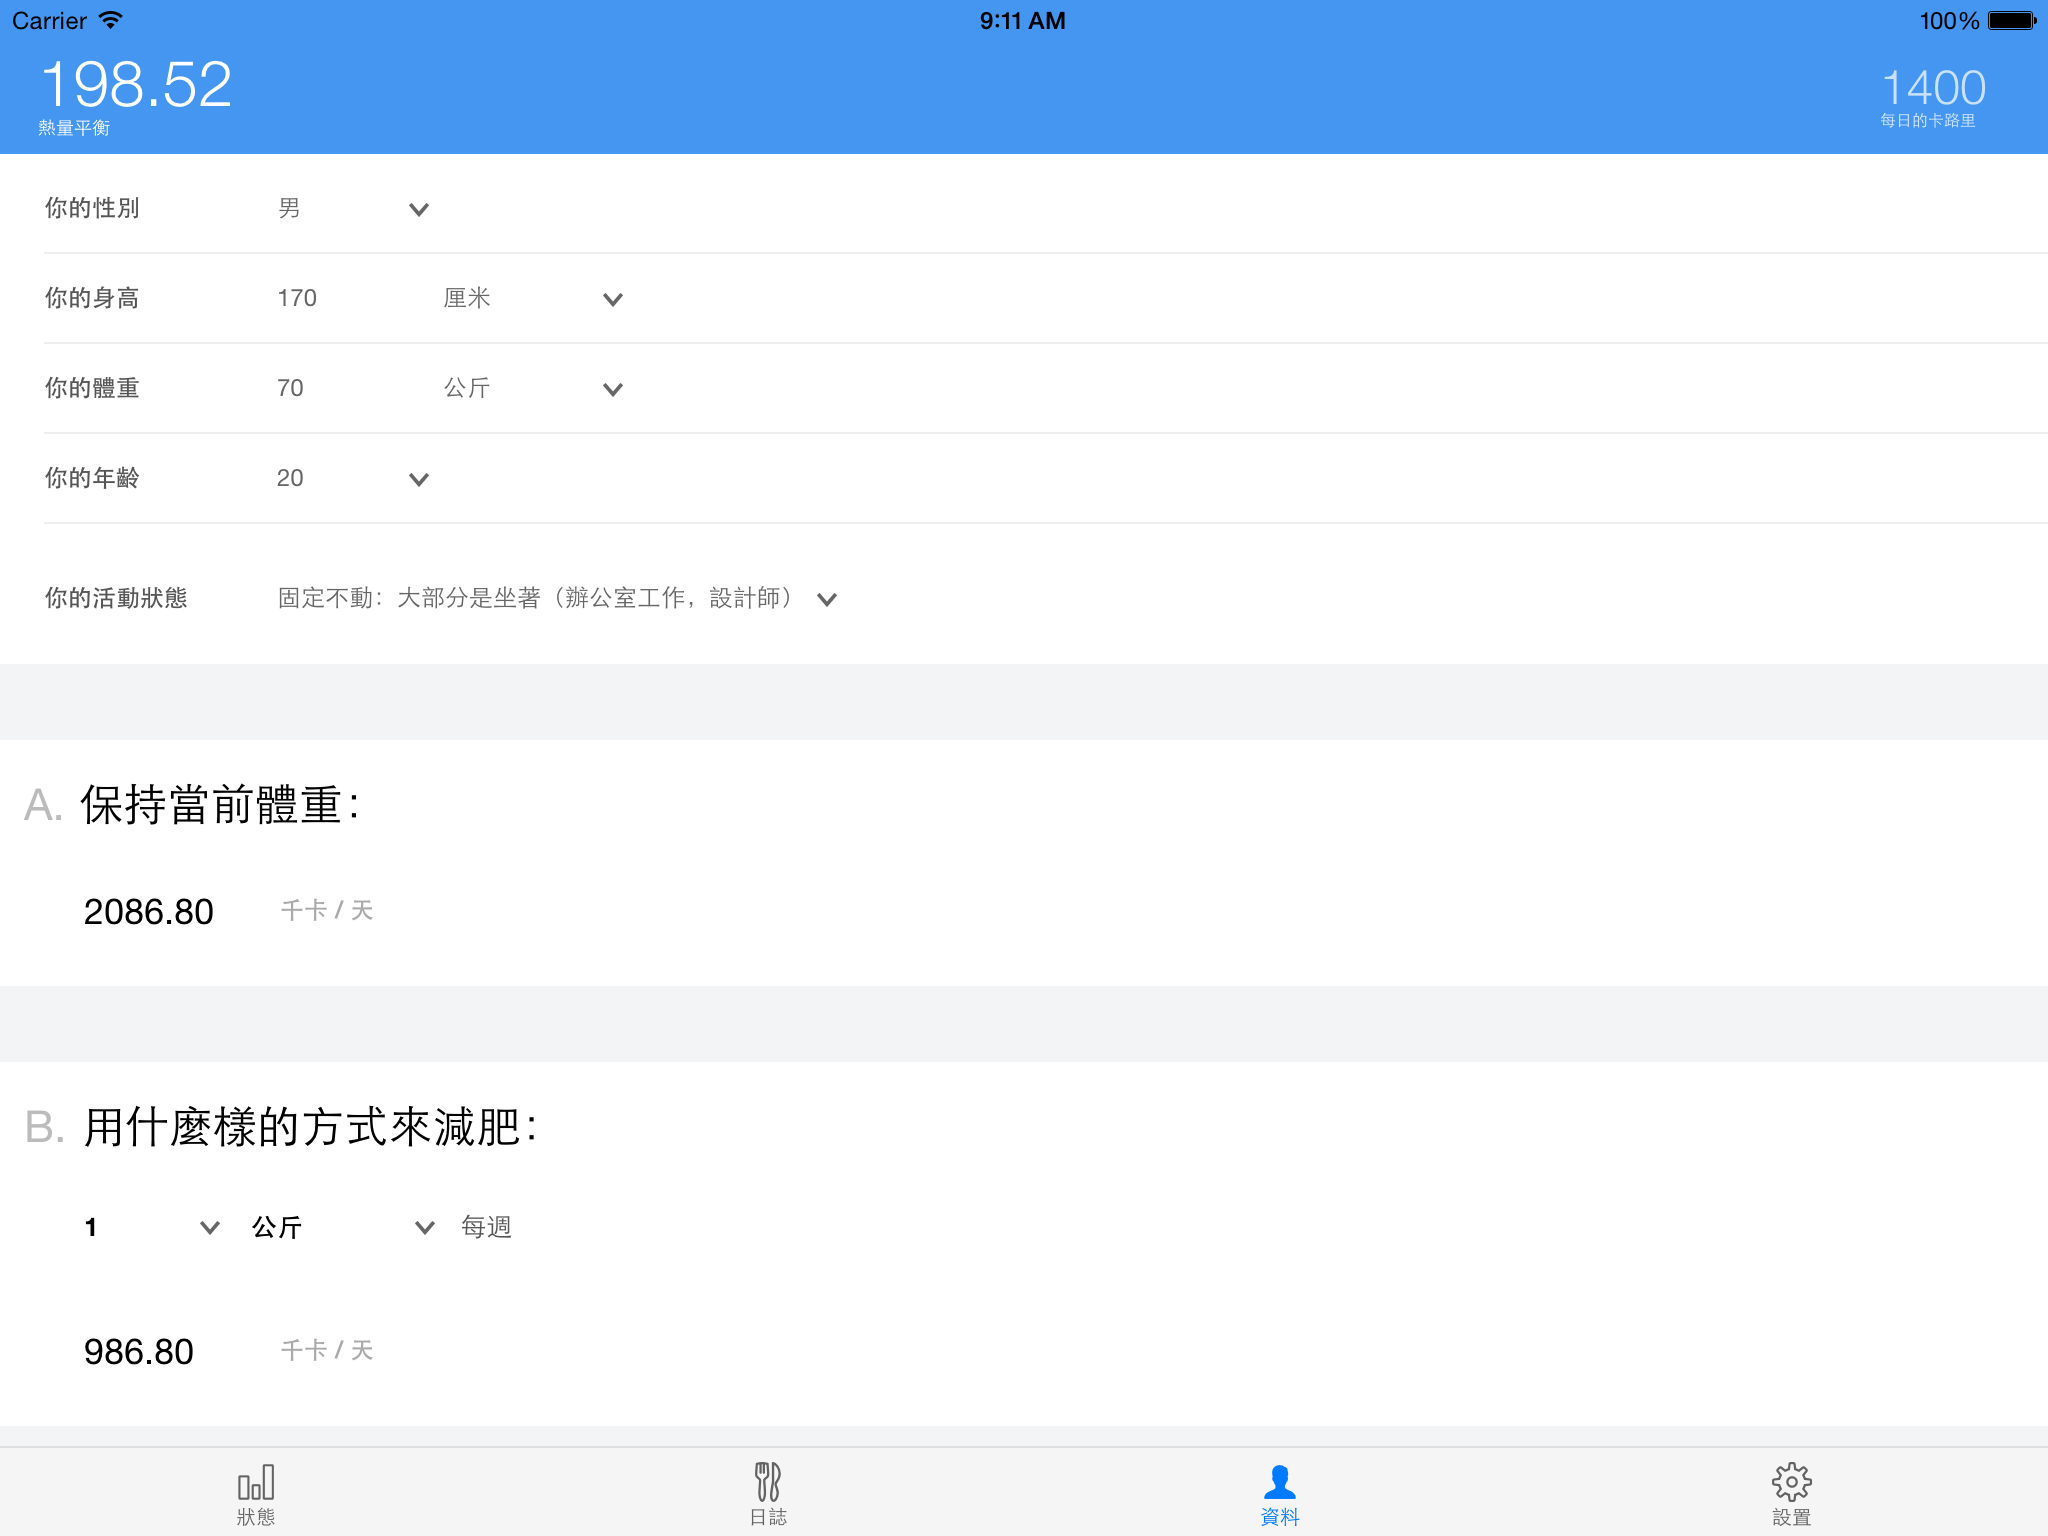 Carrier 9:11 AM 100%
198.52
熱量平衡
1400
每日的卡路里
你的性別 男
你的身高 170 厘米
你的體重 70 公斤
你的年齡 20
你的活動狀態 固定不動：大部分是坐著（辦公室工作，設計師）
A. 保持當前體重：
2086.80 千卡 / 天
B. 用什麼樣的方式來減肥：
1 公斤 每週
986.80 千卡 / 天
狀態 日誌 資料 設置